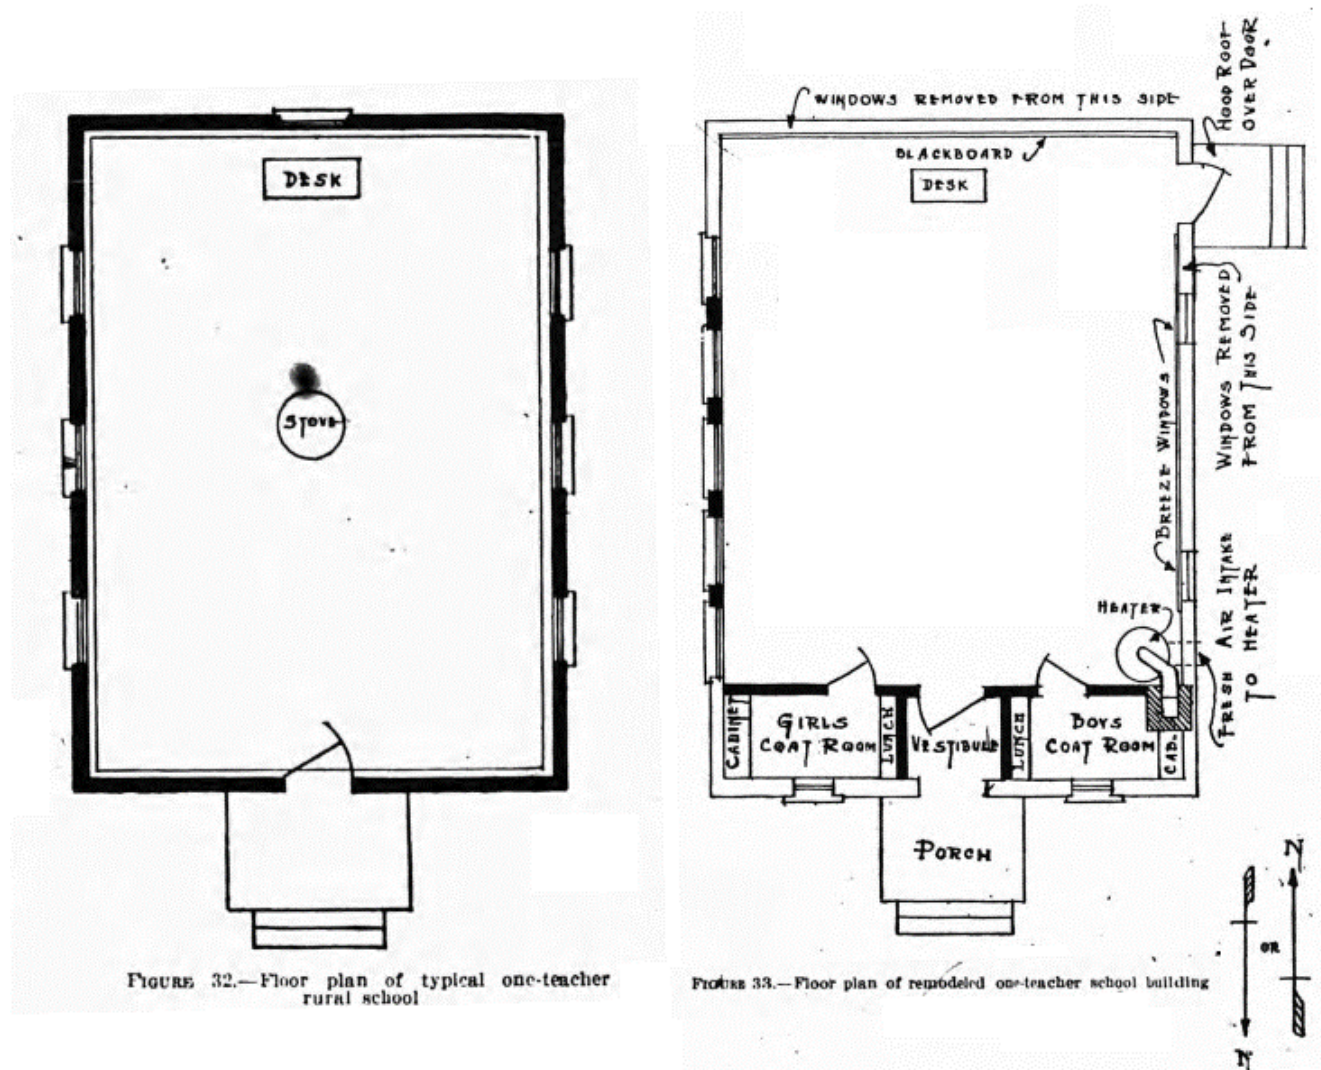 DESK
STOVE
FIGURE 32.—Floor plan of typical one-teacher
rural school
WINDOWS REMOVED FROM THIS SIDE
HOOD ROOF
OVER DOOR
BLACKBOARD
DESK
WINDOWS REMOVED
FROM THIS SIDE
BREEZE WINDOWS
HEATER
FRESH AIR INTAKE
TO HEATER
CABINET
GIRLS
COAT ROOM
LUNCH
VESTIBULE
LUNCH
BOYS
COAT ROOM
CAB.
PORCH
N
OR
N
FIGURE 33.—Floor plan of remodeled one-teacher school building